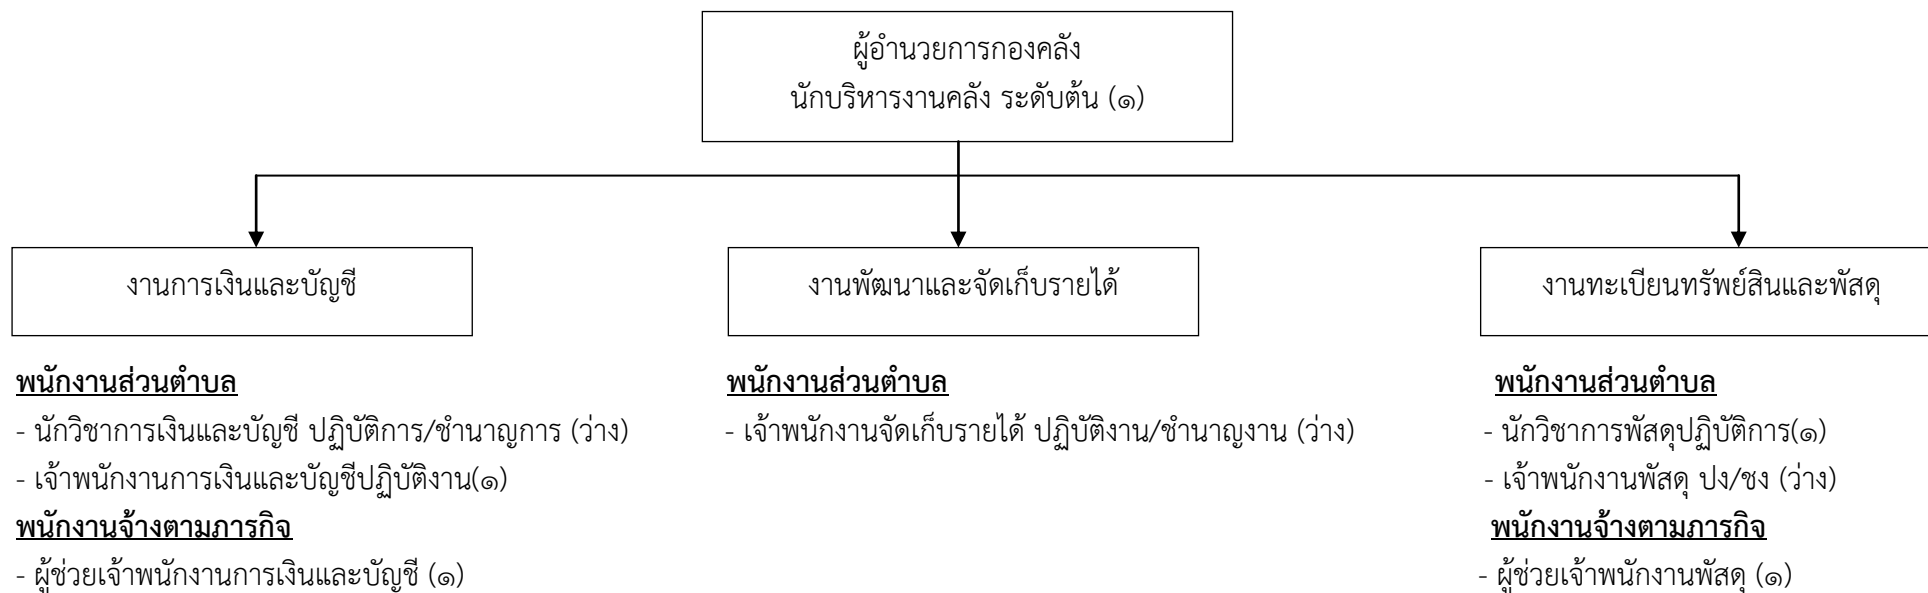 ผู้อำนวยการกองคลัง
นักบริหารงานคลัง ระดับต้น (๑)
งานการเงินและบัญชี
พนักงานส่วนตำบล
- นักวิชาการเงินและบัญชี ปฏิบัติการ/ชำนาญการ (ว่าง)
- เจ้าพนักงานการเงินและบัญชีปฏิบัติงาน(๑)
พนักงานจ้างตามภารกิจ
- ผู้ช่วยเจ้าพนักงานการเงินและบัญชี (๑)
งานพัฒนาและจัดเก็บรายได้
พนักงานส่วนตำบล
- เจ้าพนักงานจัดเก็บรายได้ ปฏิบัติงาน/ชำนาญงาน (ว่าง)
งานทะเบียนทรัพย์สินและพัสดุ
พนักงานส่วนตำบล
- นักวิชาการพัสดุปฏิบัติการ(๑)
- เจ้าพนักงานพัสดุ ปง/ชง (ว่าง)
พนักงานจ้างตามภารกิจ
- ผู้ช่วยเจ้าพนักงานพัสดุ (๑)